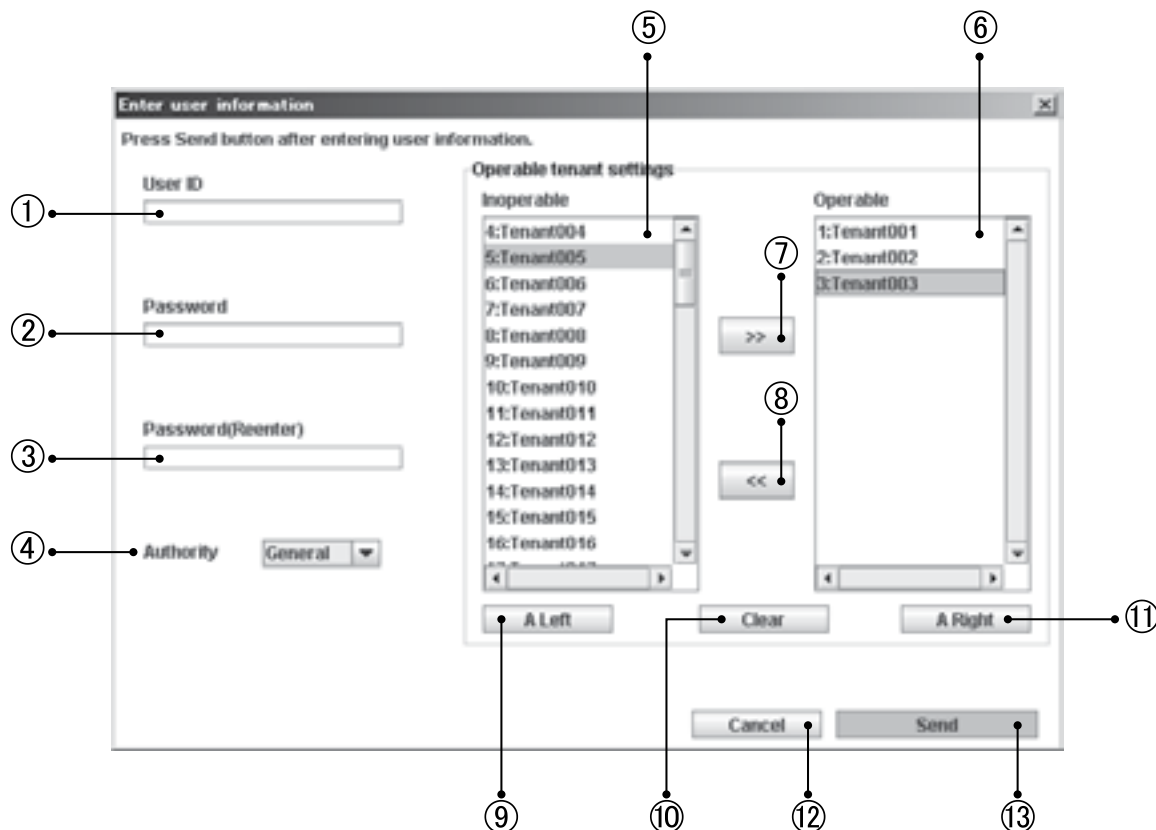 ⑤ ⑥
Enter user information
Press Send button after entering user information.
Operable tenant settings
User ID
①
Password
②
Password(Reenter)
③
④ Authority General
Inoperable
4:Tenant004
5:Tenant005
6:Tenant006
7:Tenant007
8:Tenant008
9:Tenant009
10:Tenant010
11:Tenant011
12:Tenant012
13:Tenant013
14:Tenant014
15:Tenant015
16:Tenant016
⑦
>>
⑧
<<
Operable
1:Tenant001
2:Tenant002
3:Tenant003
A Left Clear A Right ⑪
Cancel Send
⑨ ⑩ ⑫ ⑬